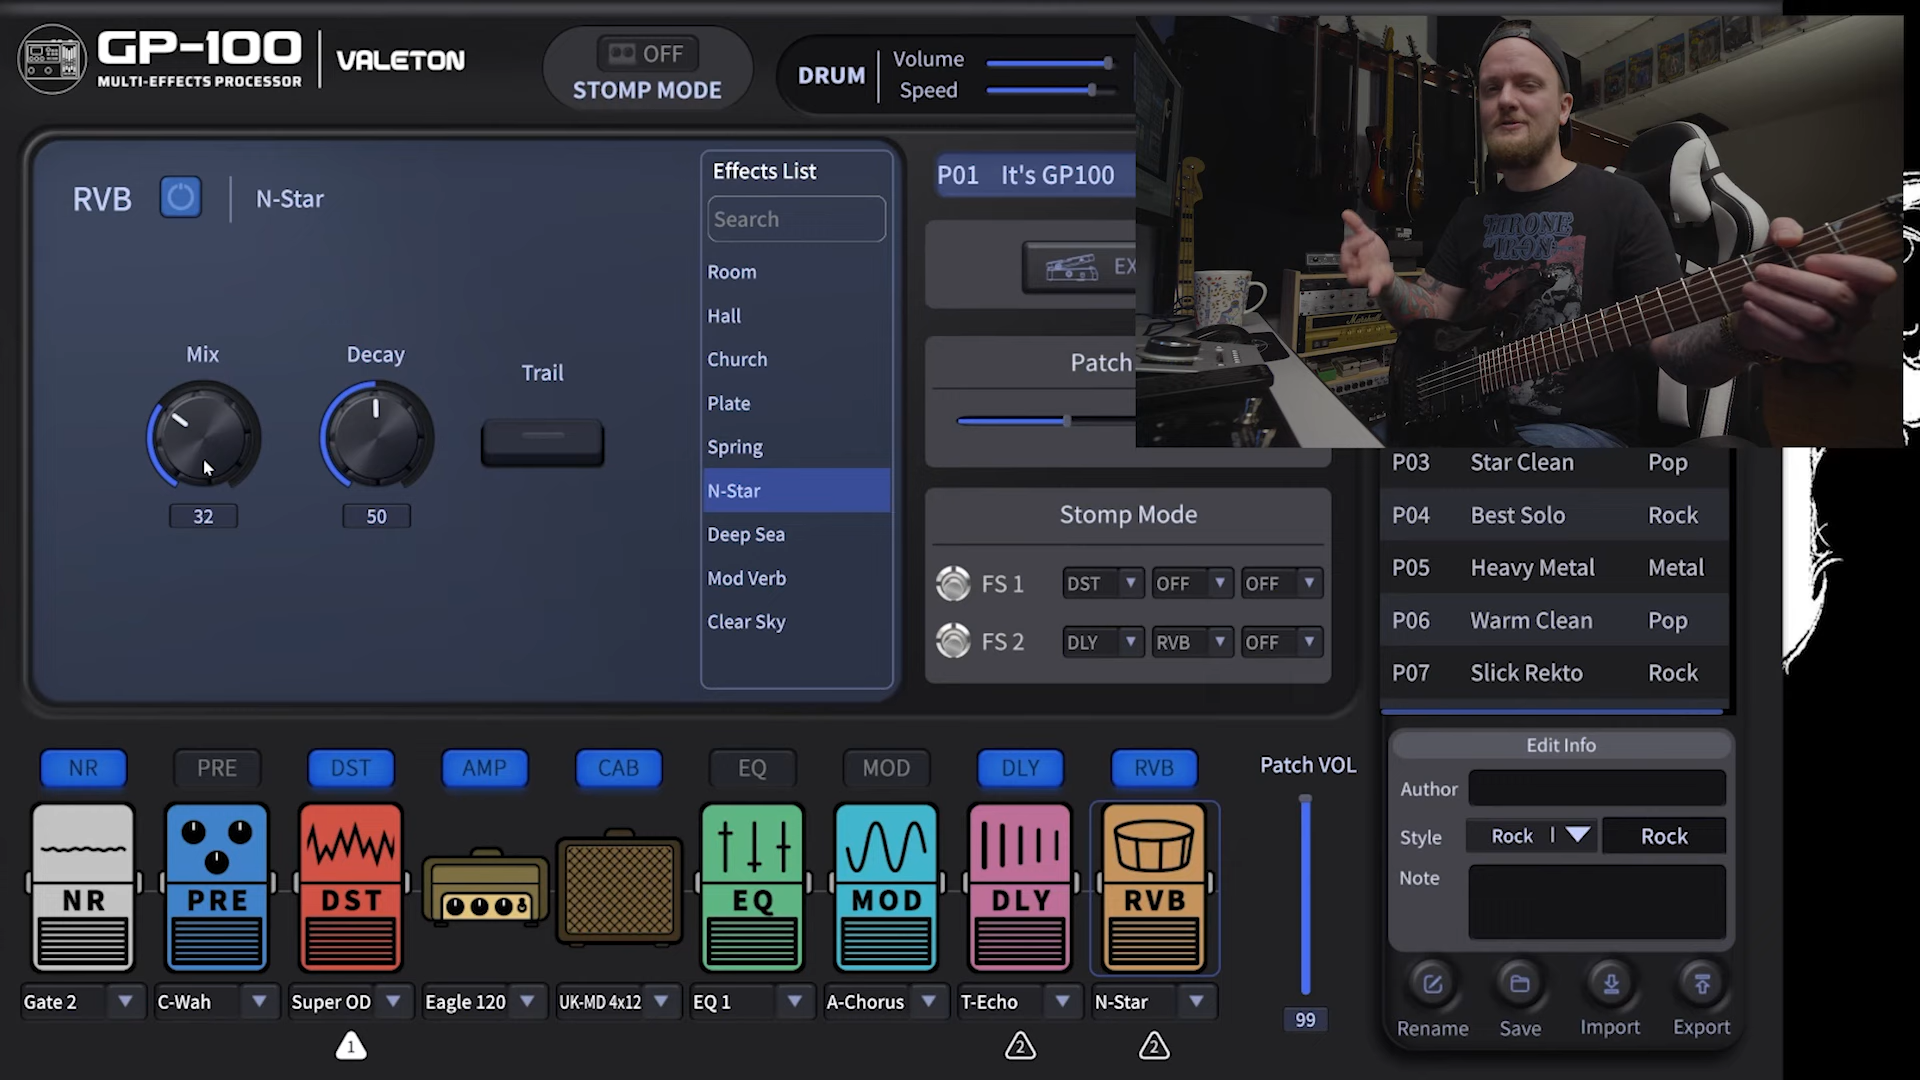 GP-100
MULTI-EFFECTS PROCESSOR
VALETON
OFF
STOMP MODE
DRUM
Volume
Speed
RVB
N-Star
Mix
Decay
Trail
32
50
Effects List
Search
Room
Hall
Church
Plate
Spring
N-Star
Deep Sea
Mod Verb
Clear Sky
P01 It's GP100
EX
Patch
Stomp Mode
FS 1 DST OFF OFF
FS 2 DLY RVB OFF
THRONE
OF IRON
Marshall
P03 Star Clean Pop
P04 Best Solo Rock
P05 Heavy Metal Metal
P06 Warm Clean Pop
P07 Slick Rekto Rock
NR PRE DST AMP CAB EQ MOD DLY RVB
NR PRE DST EQ MOD DLY RVB
Gate 2 C-Wah Super OD Eagle 120 UK-MD 4x12 EQ 1 A-Chorus T-Echo N-Star
1 2 2
Patch VOL
99
Edit Info
Author
Style Rock Rock
Note
Rename Save Import Export